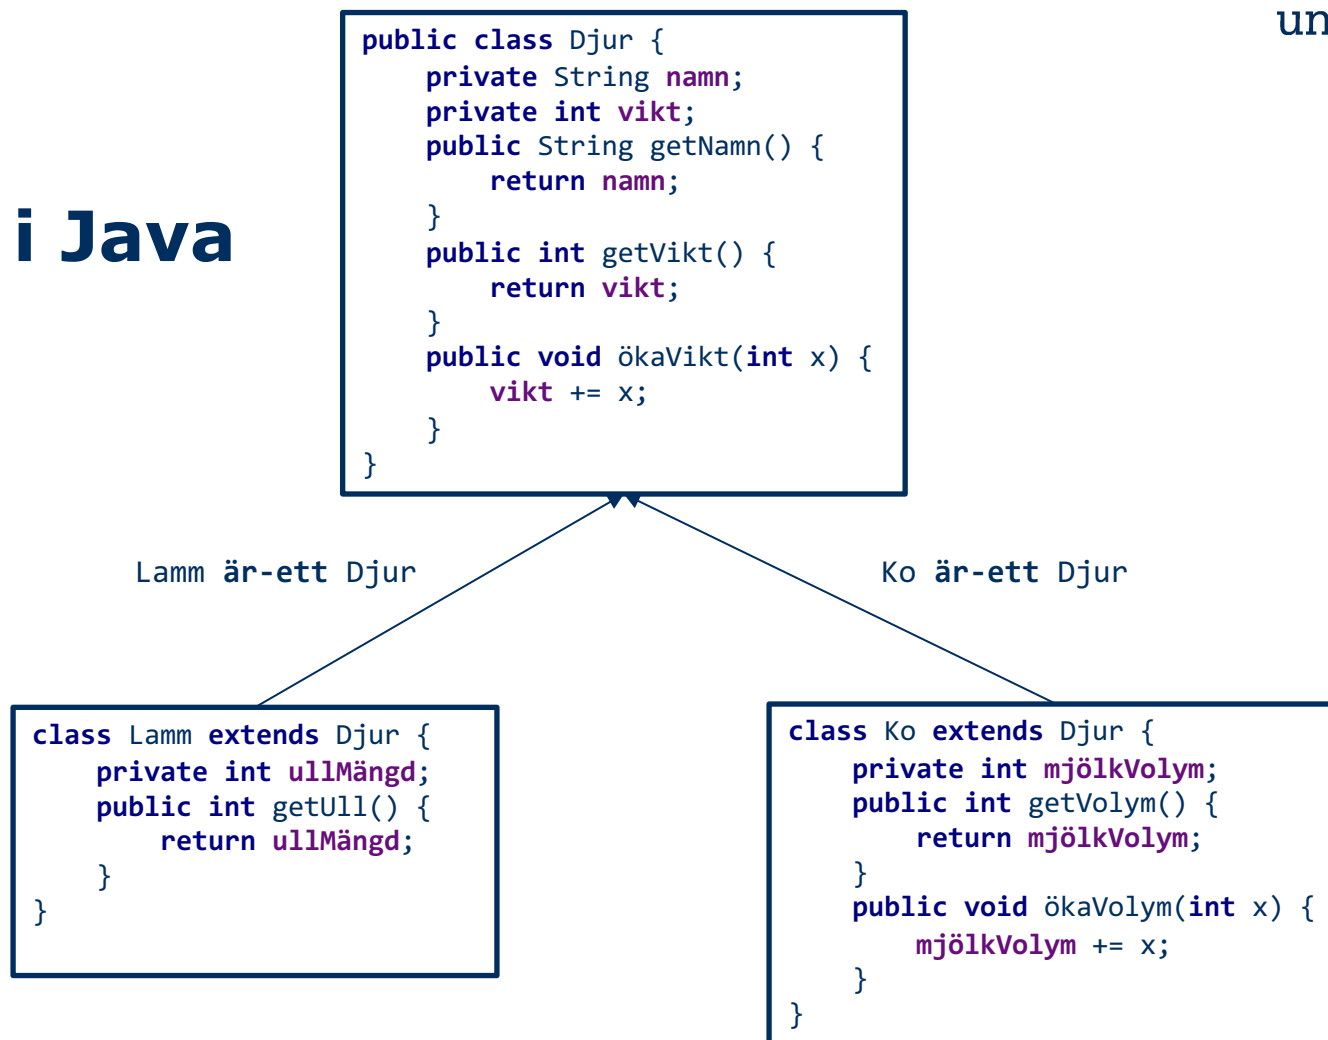 un
i Java
public class Djur {
    private String namn;
    private int vikt;
    public String getNamn() {
        return namn;
    }
    public int getVikt() {
        return vikt;
    }
    public void ökaVikt(int x) {
        vikt += x;
    }
}
Lamm är-ett Djur
Ko är-ett Djur
class Lamm extends Djur {
    private int ullMängd;
    public int getUll() {
        return ullMängd;
    }
}
class Ko extends Djur {
    private int mjölkVolym;
    public int getVolym() {
        return mjölkVolym;
    }
    public void ökaVolym(int x) {
        mjölkVolym += x;
    }
}